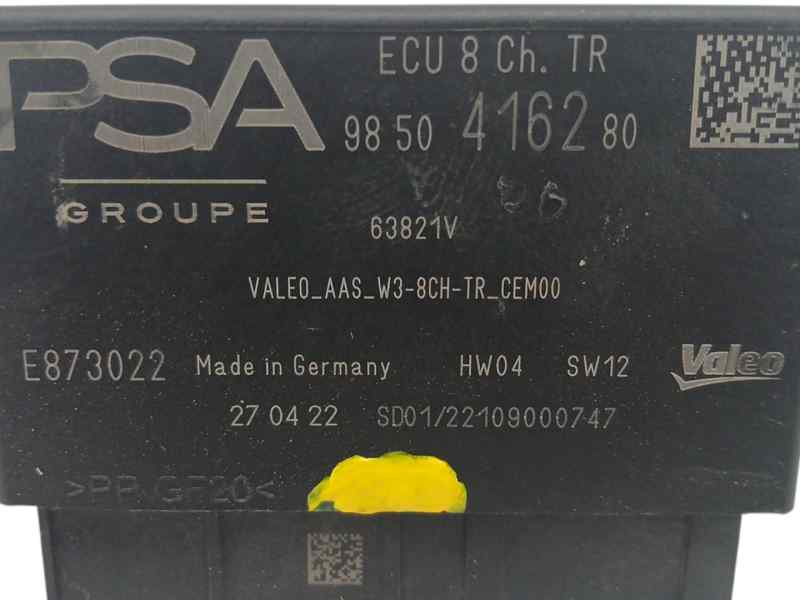 PSA
GROUPE
ECU 8 Ch. TR
98 50 4162 80
63821V
VALEO_AAS_W3-8CH-TR_CEM00
E873022 Made in Germany HW04 SW12 Valeo
27 04 22 SD01/22109000747
>PP GF20<